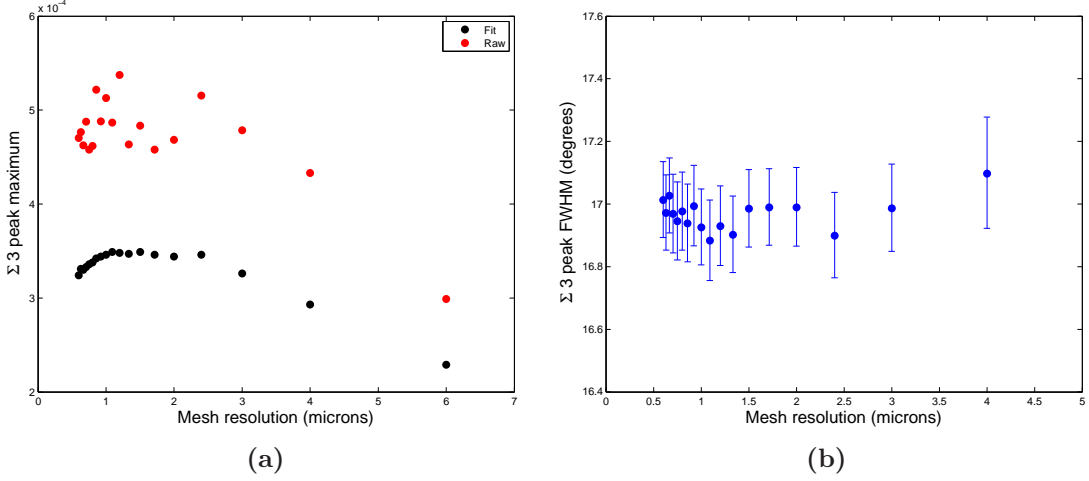 x 10⁻⁴
6
5
4
3
2
Σ 3 peak maximum
Fit
Raw
0 1 2 3 4 5 6 7
Mesh resolution (microns)
(a)
17.6
17.4
17.2
17
16.8
16.6
16.4
Σ 3 peak FWHM (degrees)
0 0.5 1 1.5 2 2.5 3 3.5 4 4.5 5
Mesh resolution (microns)
(b)